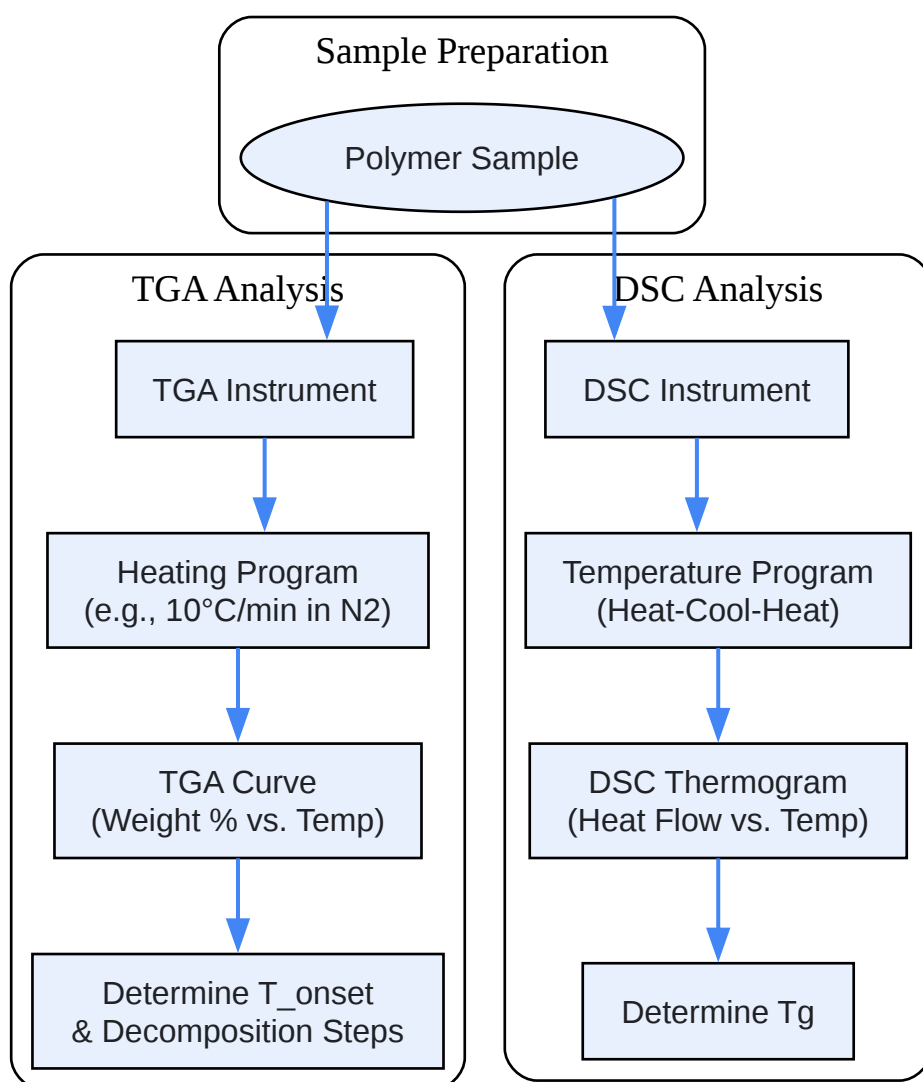 Sample Preparation
Polymer Sample
TGA Analysis
TGA Instrument
Heating Program
(e.g., 10°C/min in N2)
TGA Curve
(Weight % vs. Temp)
Determine T_onset
& Decomposition Steps
DSC Analysis
DSC Instrument
Temperature Program
(Heat-Cool-Heat)
DSC Thermogram
(Heat Flow vs. Temp)
Determine Tg